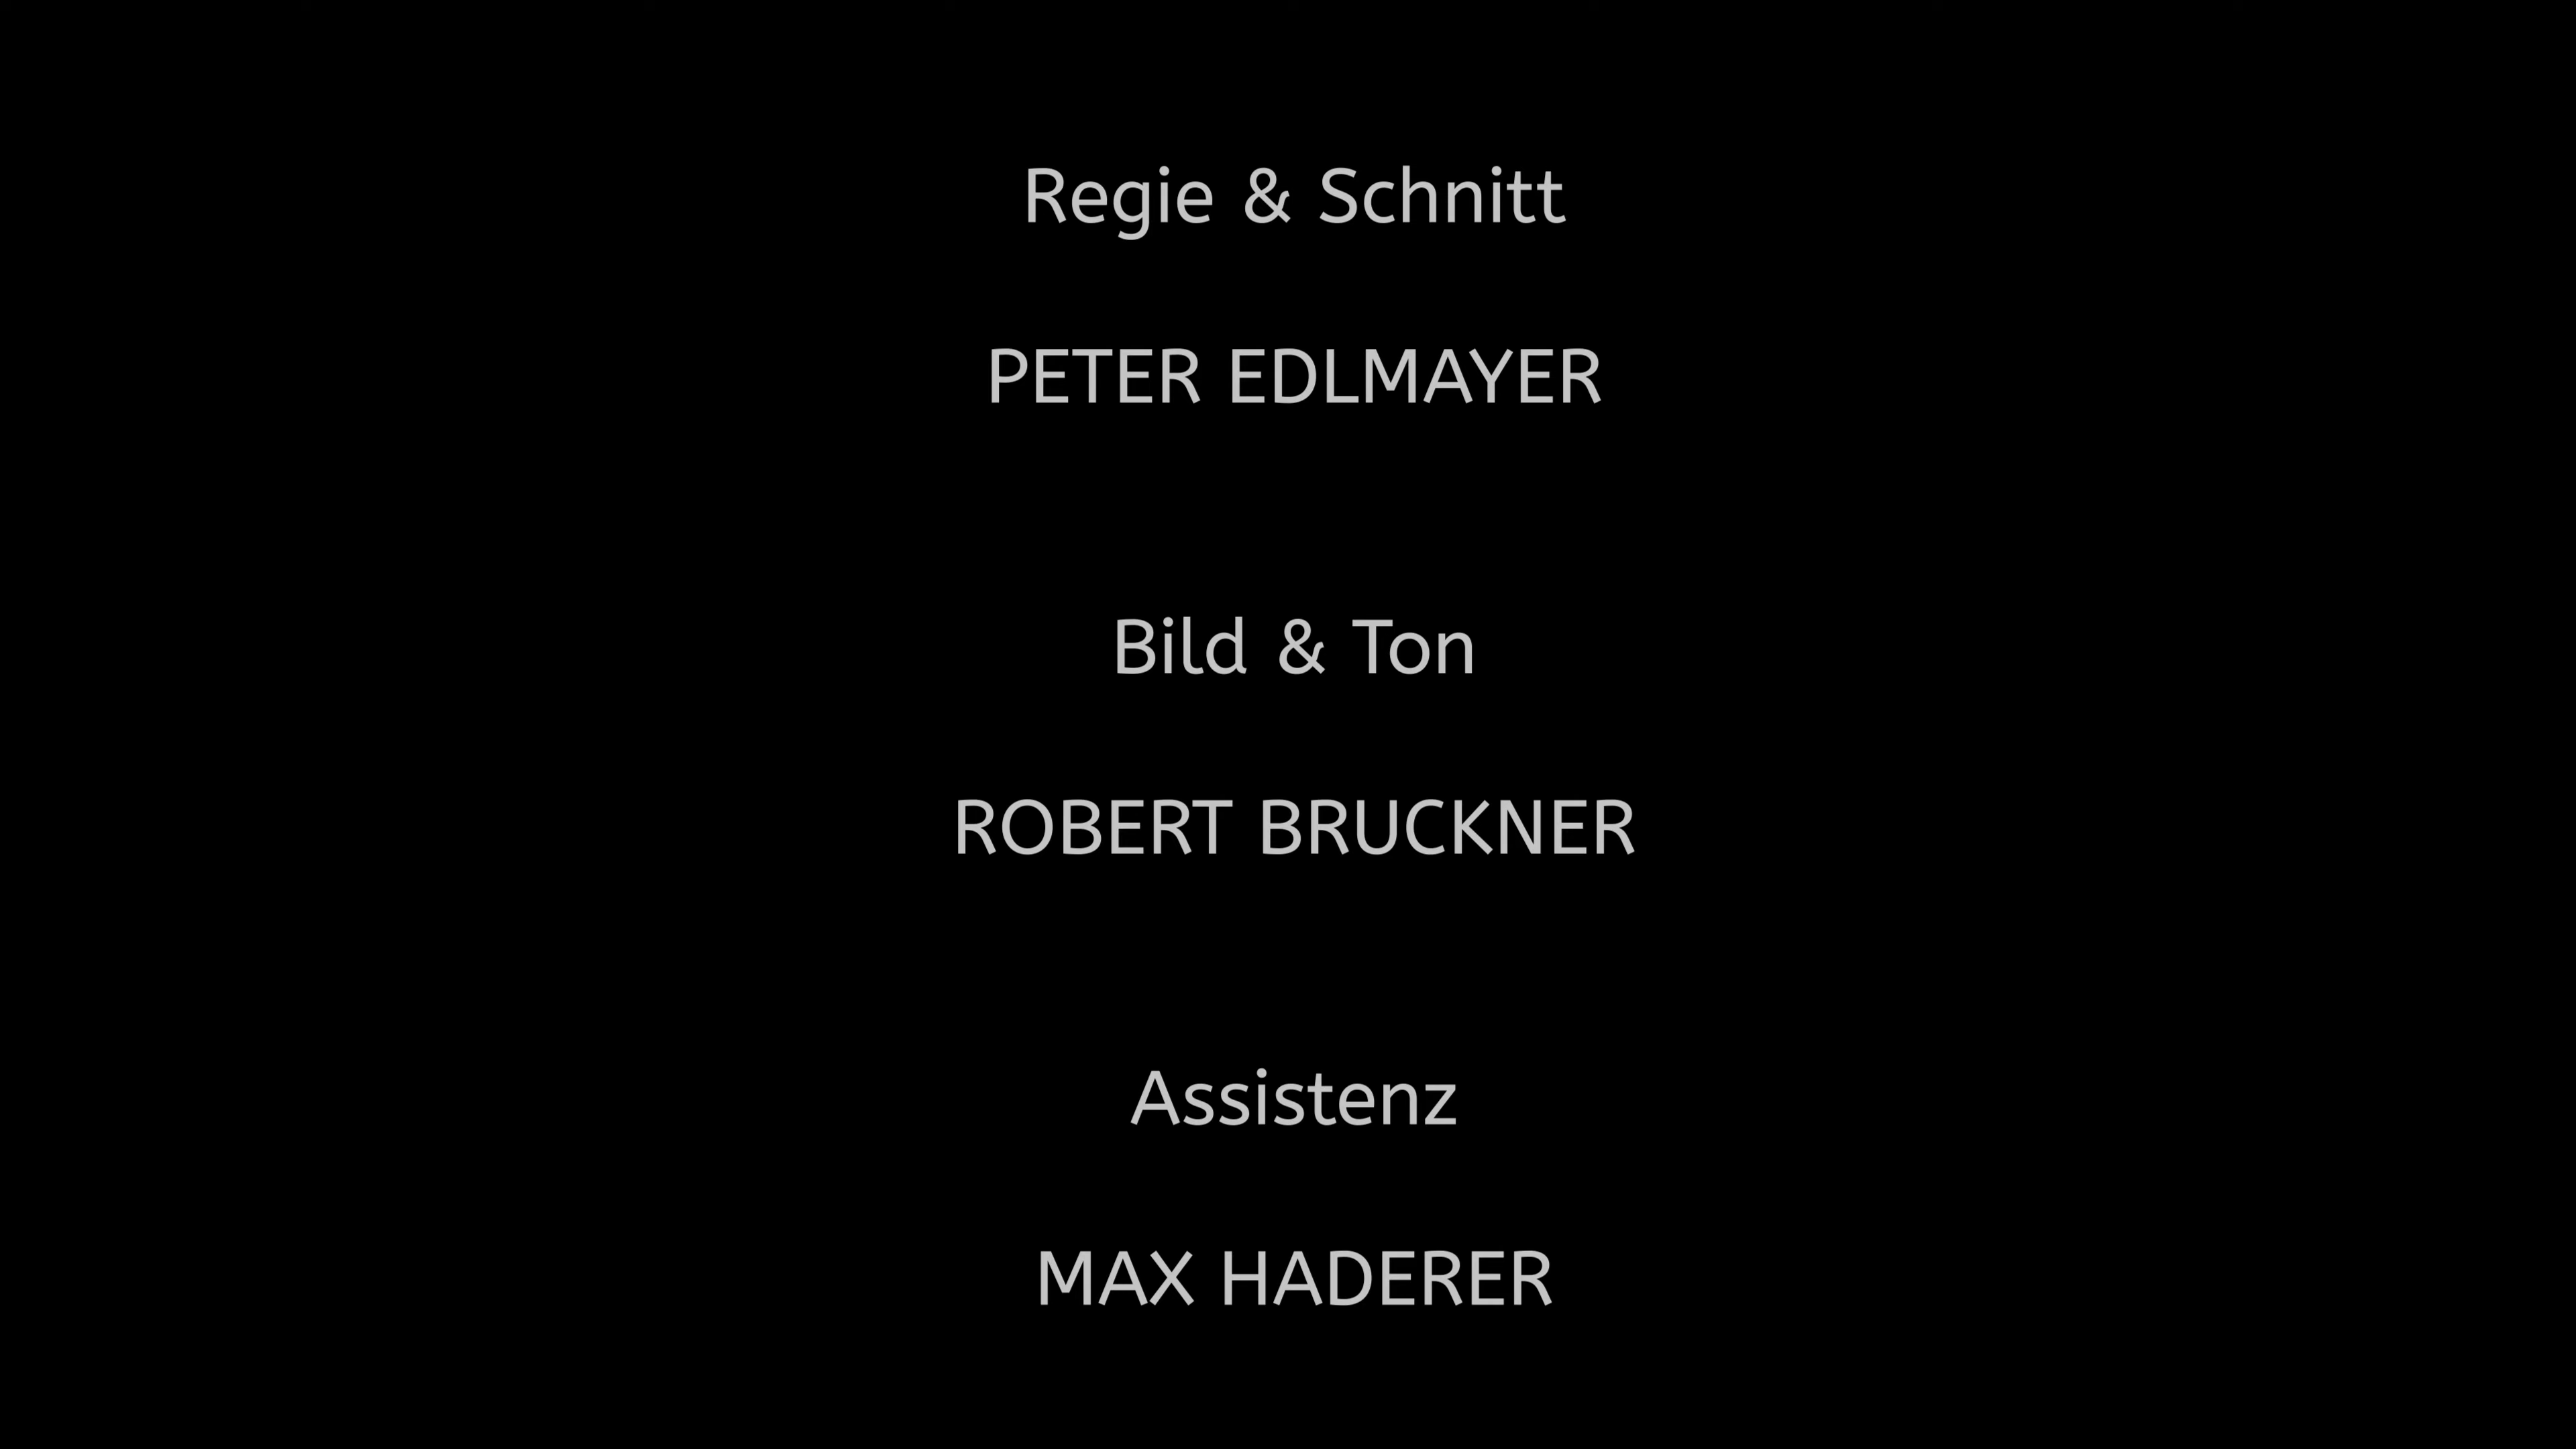 Regie & Schnitt
PETER EDLMAYER
Bild & Ton
ROBERT BRUCKNER
Assistenz
MAX HADERER